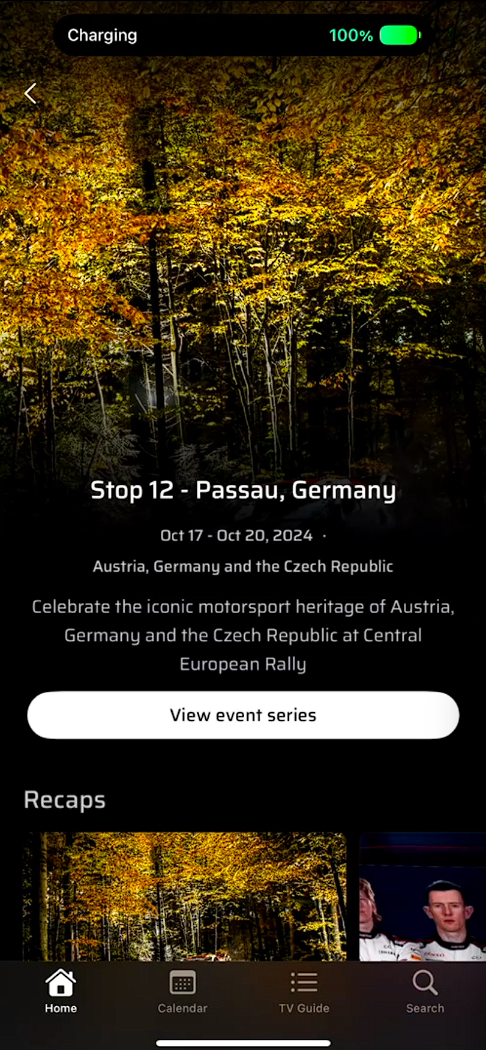 Charging 100%
Stop 12 - Passau, Germany
Oct 17 - Oct 20, 2024 ·
Austria, Germany and the Czech Republic
Celebrate the iconic motorsport heritage of Austria,
Germany and the Czech Republic at Central
European Rally
View event series
Recaps
Home Calendar TV Guide Search